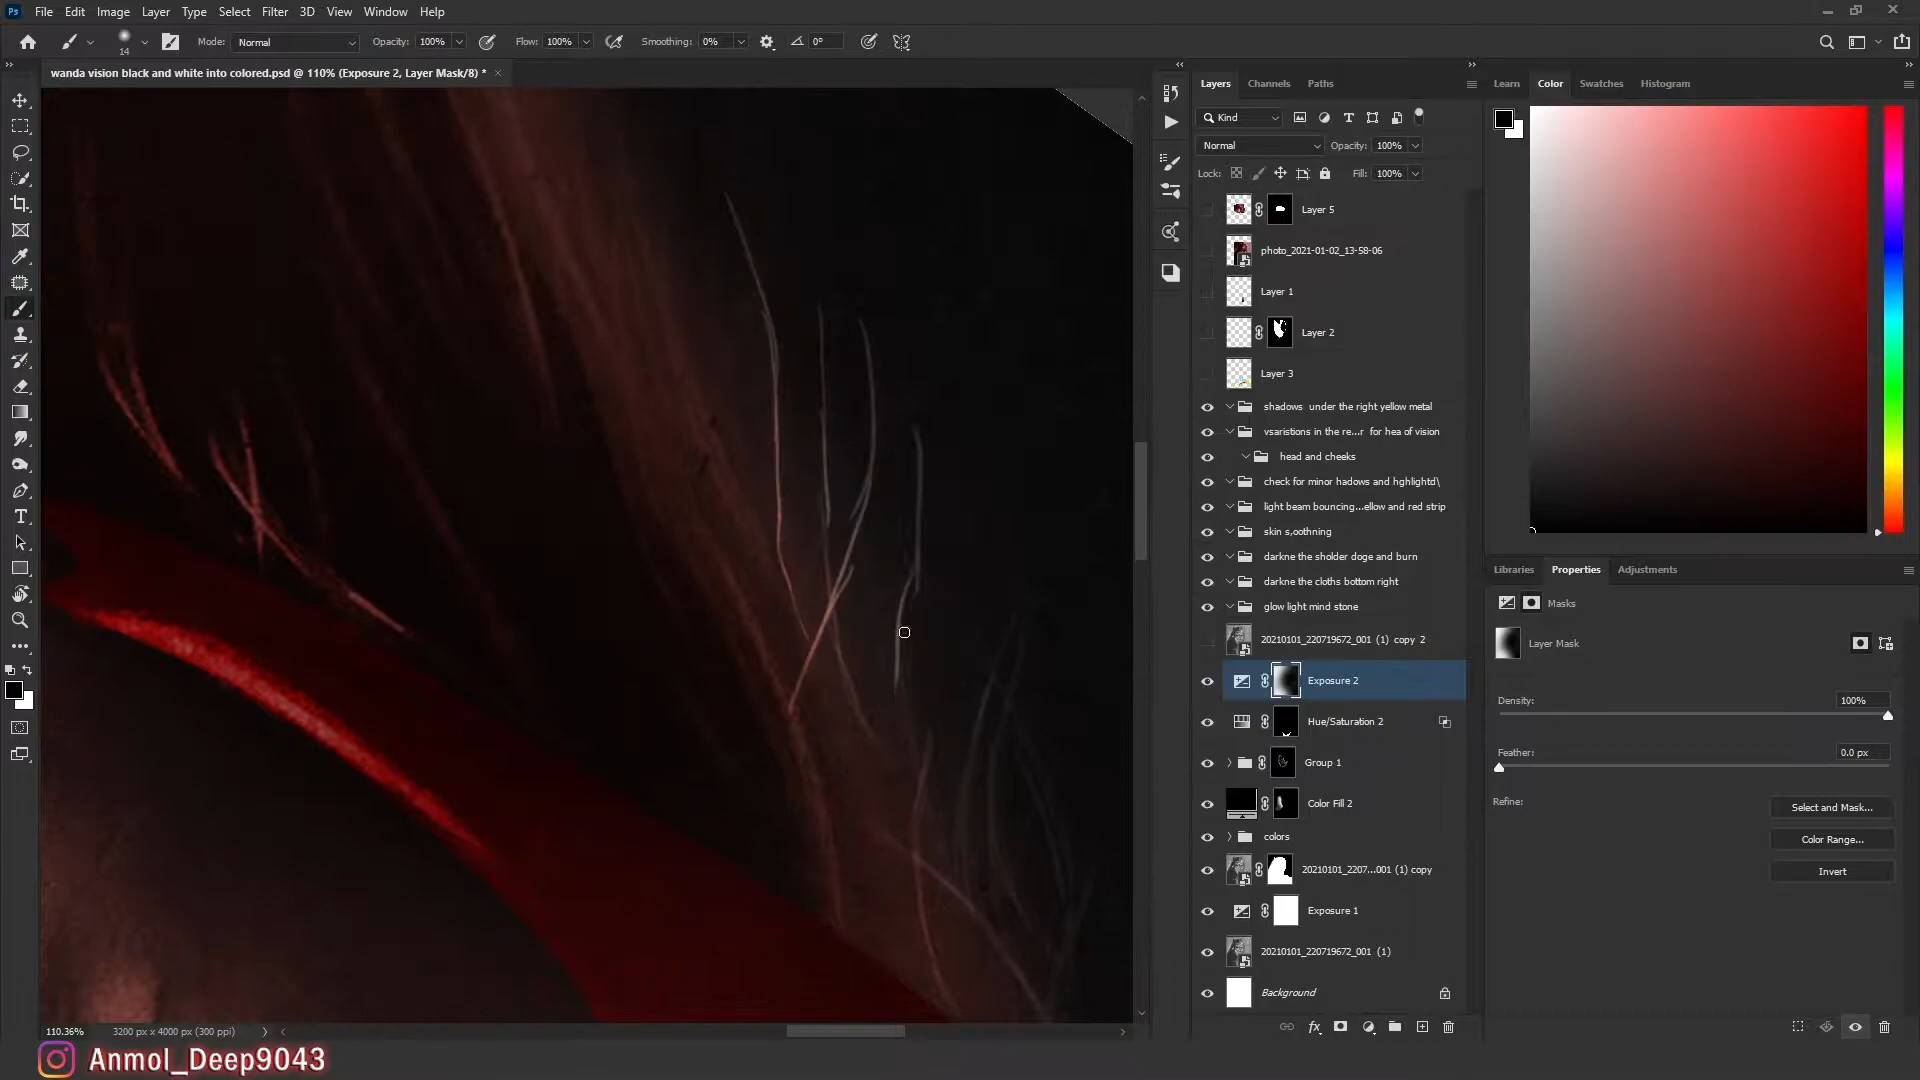 Ps File Edit Image Layer Type Select Filter 3D View Window Help
14 Mode: Normal Opacity: 100% Flow: 100% Smoothing: 0% 0°
wanda vision black and white into colored.psd @ 110% (Exposure 2, Layer Mask/8) * ×
Layers Channels Paths
Learn Color Swatches Histogram
Kind
Normal Opacity: 100%
Lock: Fill: 100%
Layer 5
photo_2021-01-02_13-58-06
Layer 1
Layer 2
Layer 3
shadows under the right yellow metal
vsaristions in the re...r for hea of vision
head and cheeks
check for minor hadows and hghlightd\
light beam bouncing...ellow and red strip
skin s,oothning
darkne the sholder doge and burn
darkne the cloths bottom right
glow light mind stone
20210101_220719672_001 (1) copy 2
Exposure 2
Hue/Saturation 2
Group 1
Color Fill 2
colors
20210101_2207...001 (1) copy
Exposure 1
20210101_220719672_001 (1)
Background
fx
Libraries Properties Adjustments
Masks
Layer Mask
Density: 100%
Feather: 0.0 px
Refine:
Select and Mask...
Color Range...
Invert
110.36% 3200 px x 4000 px (300 ppi)
Anmol_Deep9043